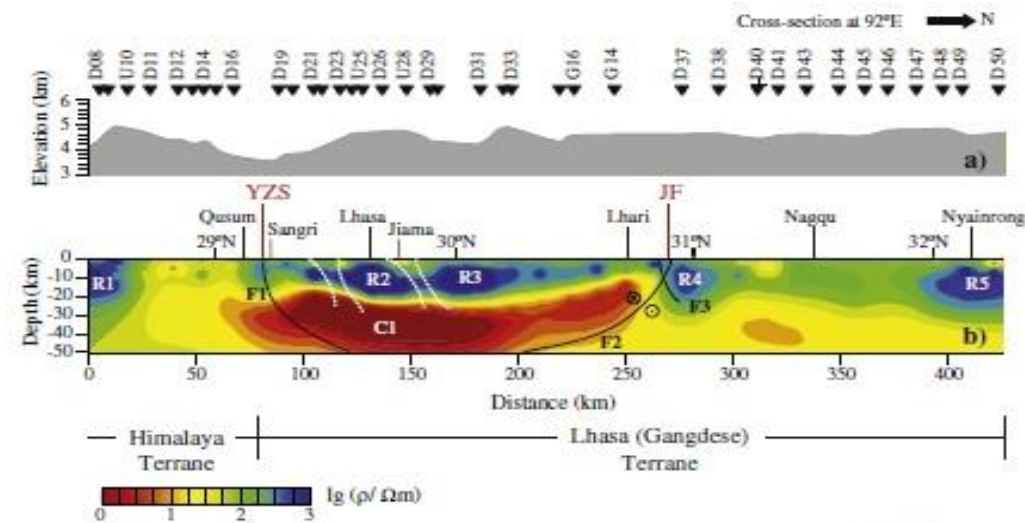 Cross-section at 92°E N
D08 U10 D11 D12 D14 D16 D19 D21 D23 U25 D26 U28 D29 D31 D33 G16 G14 D37 D38 D40 D41 D43 D44 D45 D46 D47 D48 D49 D50
Elevation (km)
6
5
4
3
a)
YZS JF
Qusum Lhasa Lhari Nagqu Nyainrong
29°N Sangri Jiama 30°N 31°N 32°N
Depth(km)
0
-10
-20
-30
-40
-50
R1 R2 R3 R4 R5
F1 C1 F2 F3
b)
0 50 100 150 200 250 300 350 400
Distance (km)
Himalaya Terrane
Lhasa (Gangdese) Terrane
lg (ρ/ Ωm)
0 1 2 3